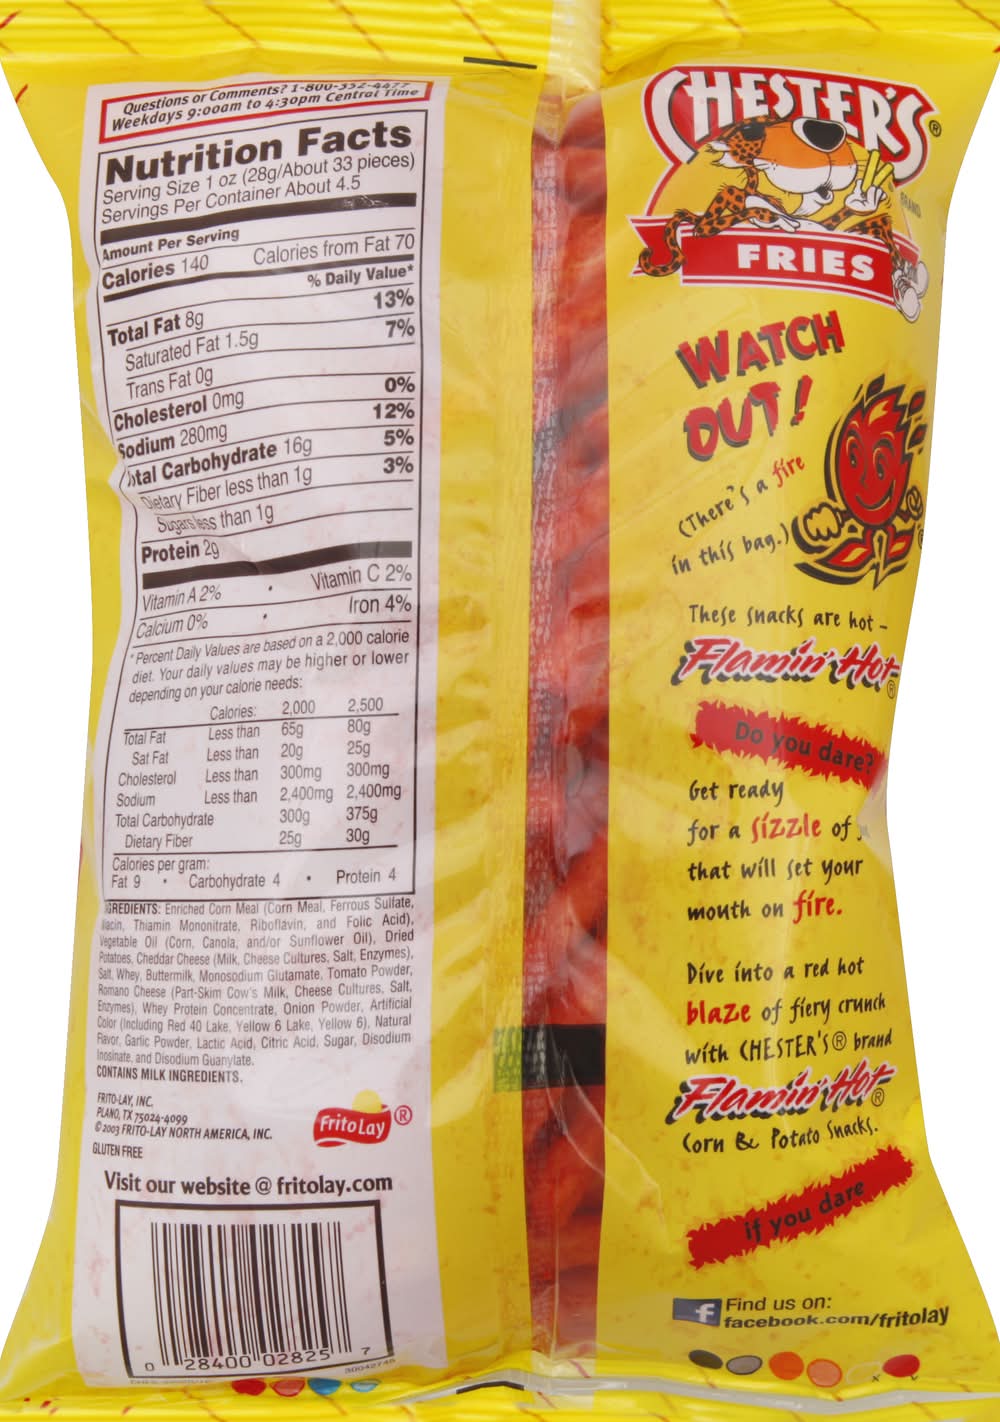 Questions or Comments? 1-800-352-4477
Weekdays 9:00am to 4:30pm Central Time
Nutrition Facts
Serving Size 1 oz (28g/About 33 pieces)
Servings Per Container About 4.5
Amount Per Serving
Calories 140 Calories from Fat 70
% Daily Value*
Total Fat 8g 13%
Saturated Fat 1.5g 7%
Trans Fat 0g
Cholesterol 0mg 0%
Sodium 280mg 12%
Total Carbohydrate 16g 5%
Dietary Fiber less than 1g 3%
Sugars less than 1g
Protein 2g
Vitamin A 2% • Vitamin C 2%
Calcium 0% • Iron 4%
*Percent Daily Values are based on a 2,000 calorie
diet. Your daily values may be higher or lower
depending on your calorie needs:
Calories: 2,000 2,500
Total Fat Less than 65g 80g
Sat Fat Less than 20g 25g
Cholesterol Less than 300mg 300mg
Sodium Less than 2,400mg 2,400mg
Total Carbohydrate 300g 375g
Dietary Fiber 25g 30g
Calories per gram:
Fat 9 • Carbohydrate 4 • Protein 4
INGREDIENTS: Enriched Corn Meal (Corn Meal, Ferrous Sulfate,
Niacin, Thiamin Mononitrate, Riboflavin, and Folic Acid),
Vegetable Oil (Corn, Canola, and/or Sunflower Oil), Dried
Potatoes, Cheddar Cheese (Milk, Cheese Cultures, Salt, Enzymes),
Salt, Whey, Buttermilk, Monosodium Glutamate, Tomato Powder,
Romano Cheese (Part-Skim Cow's Milk, Cheese Cultures, Salt,
Enzymes), Whey Protein Concentrate, Onion Powder, Artificial
Color (Including Red 40 Lake, Yellow 6 Lake, Yellow 6), Natural
Flavor, Garlic Powder, Lactic Acid, Citric Acid, Sugar, Disodium
Inosinate, and Disodium Guanylate.
CONTAINS MILK INGREDIENTS.
FRITO-LAY, INC.
PLANO, TX 75024-4099
© 2003 FRITO-LAY NORTH AMERICA, INC.
GLUTEN FREE
Frito Lay ®
Visit our website @ fritolay.com
0 28400 02825 7
30042745
CHESTER'S®
BRAND
FRIES
WATCH
OUT!
(There's a fire
in this bag.)
These snacks are hot –
Flamin' Hot®
Do you dare?
Get ready
for a sizzle of
that will set your
mouth on fire.
Dive into a red hot
blaze of fiery crunch
with CHESTER'S® brand
Flamin' Hot®
Corn & Potato Snacks.
if you dare
f Find us on:
facebook.com/fritolay